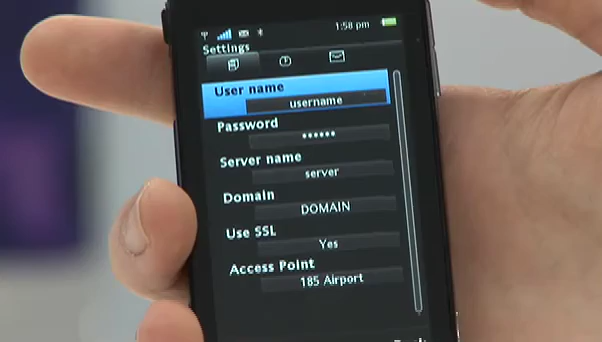 1:58 pm
Settings
User name
username
Password
••••••
Server name
server
Domain
DOMAIN
Use SSL
Yes
Access Point
185 Airport